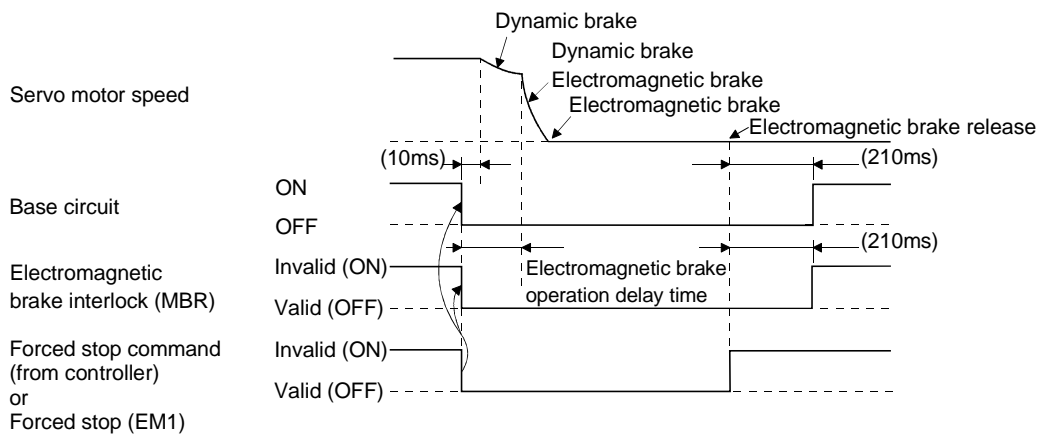 Dynamic brake
Dynamic brake
Electromagnetic brake
Electromagnetic brake
Servo motor speed
Electromagnetic brake release
(10ms)
(210ms)
ON
Base circuit
OFF
(210ms)
Electromagnetic
brake interlock (MBR)
Invalid (ON)
Electromagnetic brake
operation delay time
Valid (OFF)
Forced stop command
(from controller)
or
Forced stop (EM1)
Invalid (ON)
Valid (OFF)